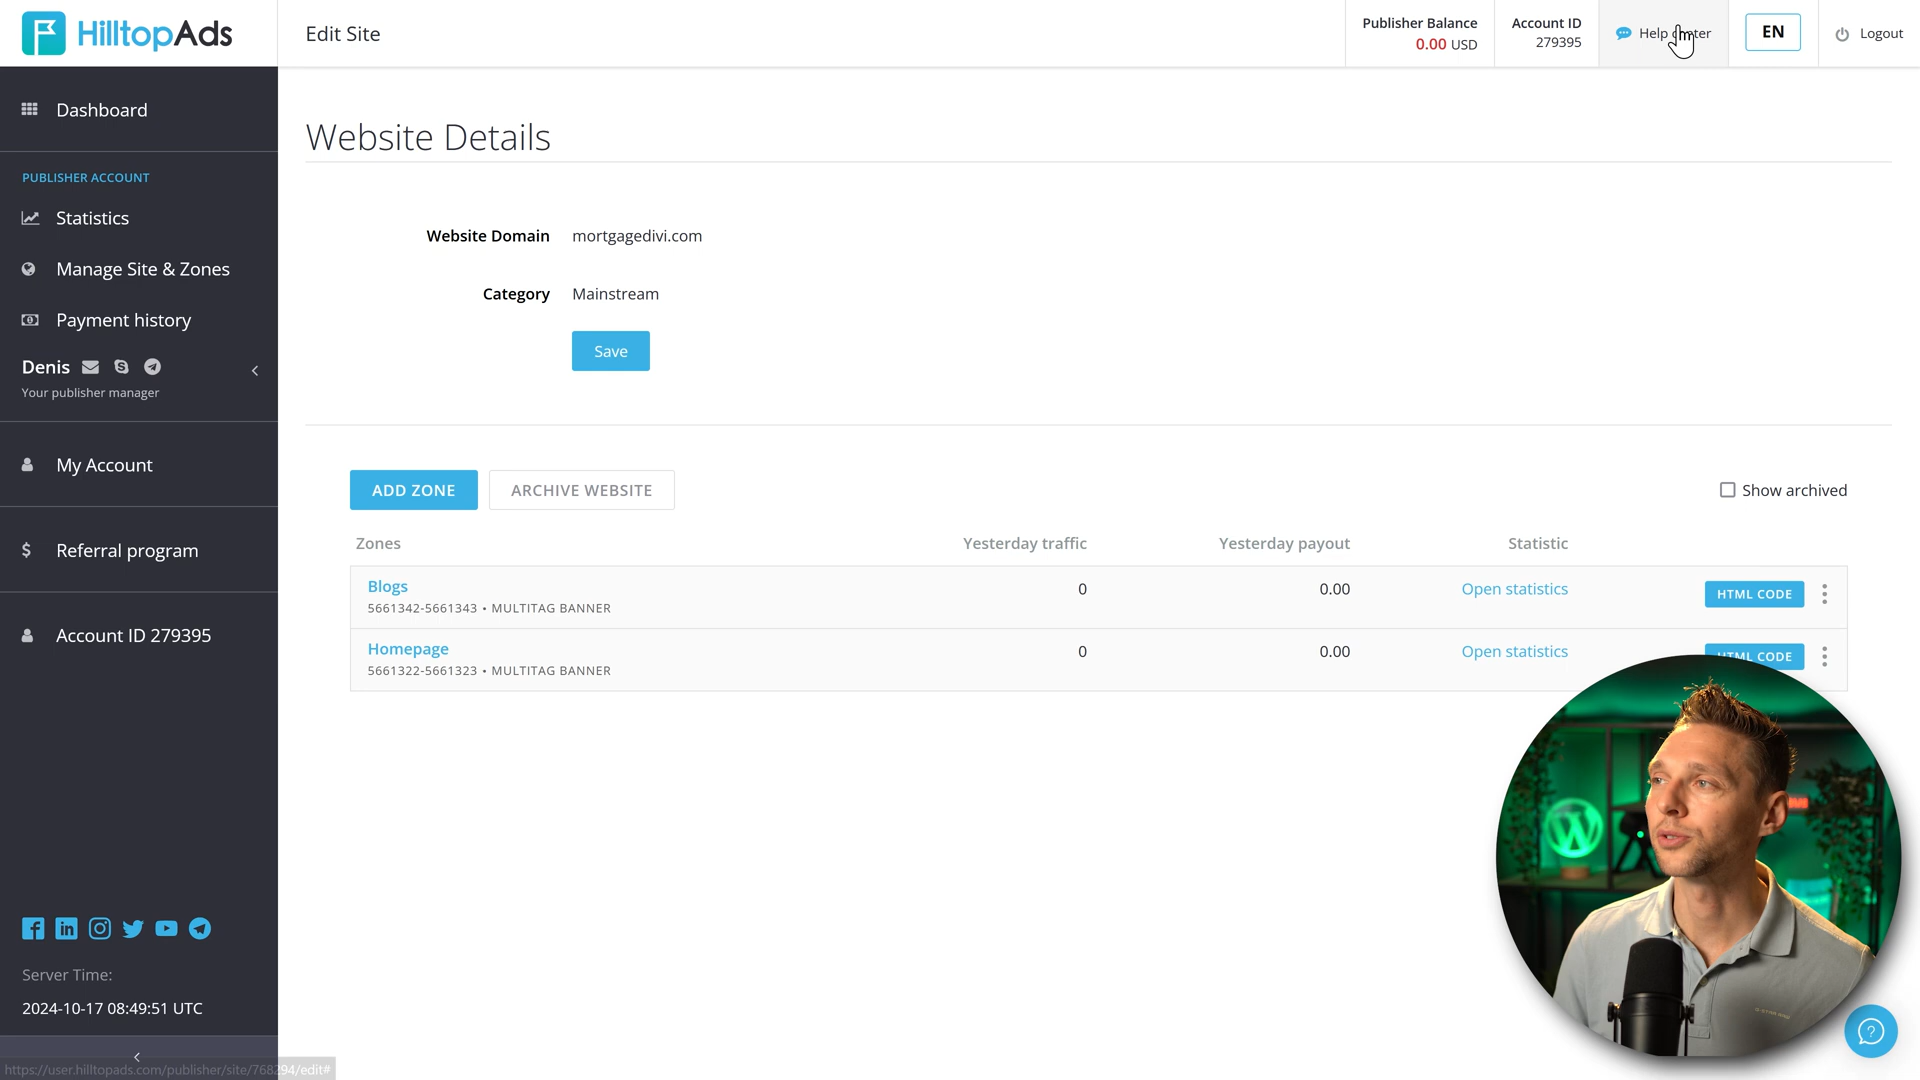 HilltopAds
Edit Site
Publisher Balance
0.00 USD
Account ID
279395
Help
EN
Logout
Dashboard
PUBLISHER ACCOUNT
Statistics
Manage Site & Zones
Payment history
Denis
Your publisher manager
My Account
Referral program
Account ID 279395
Server Time:
2024-10-17 08:49:51 UTC
Website Details
Website Domain mortgagedivi.com
Category Mainstream
Save
ADD ZONE
ARCHIVE WEBSITE
Show archived
Zones Yesterday traffic Yesterday payout Statistic
Blogs 0 0.00 Open statistics HTML CODE
5661342-5661343 • MULTITAG BANNER
Homepage 0 0.00 Open statistics HTML CODE
5661322-5661323 • MULTITAG BANNER
https://user.hilltopads.com/publisher/site/768294/edit#